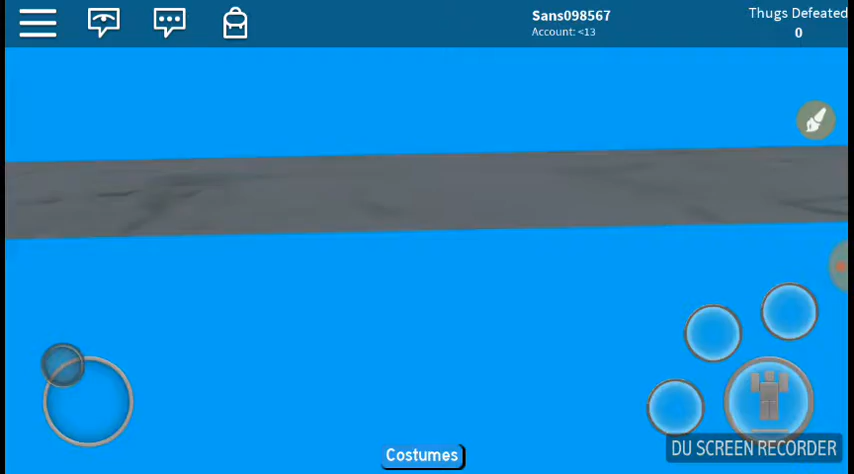 Sans098567
Account: <13
Thugs Defeated
0
Costumes
DU SCREEN RECORDER